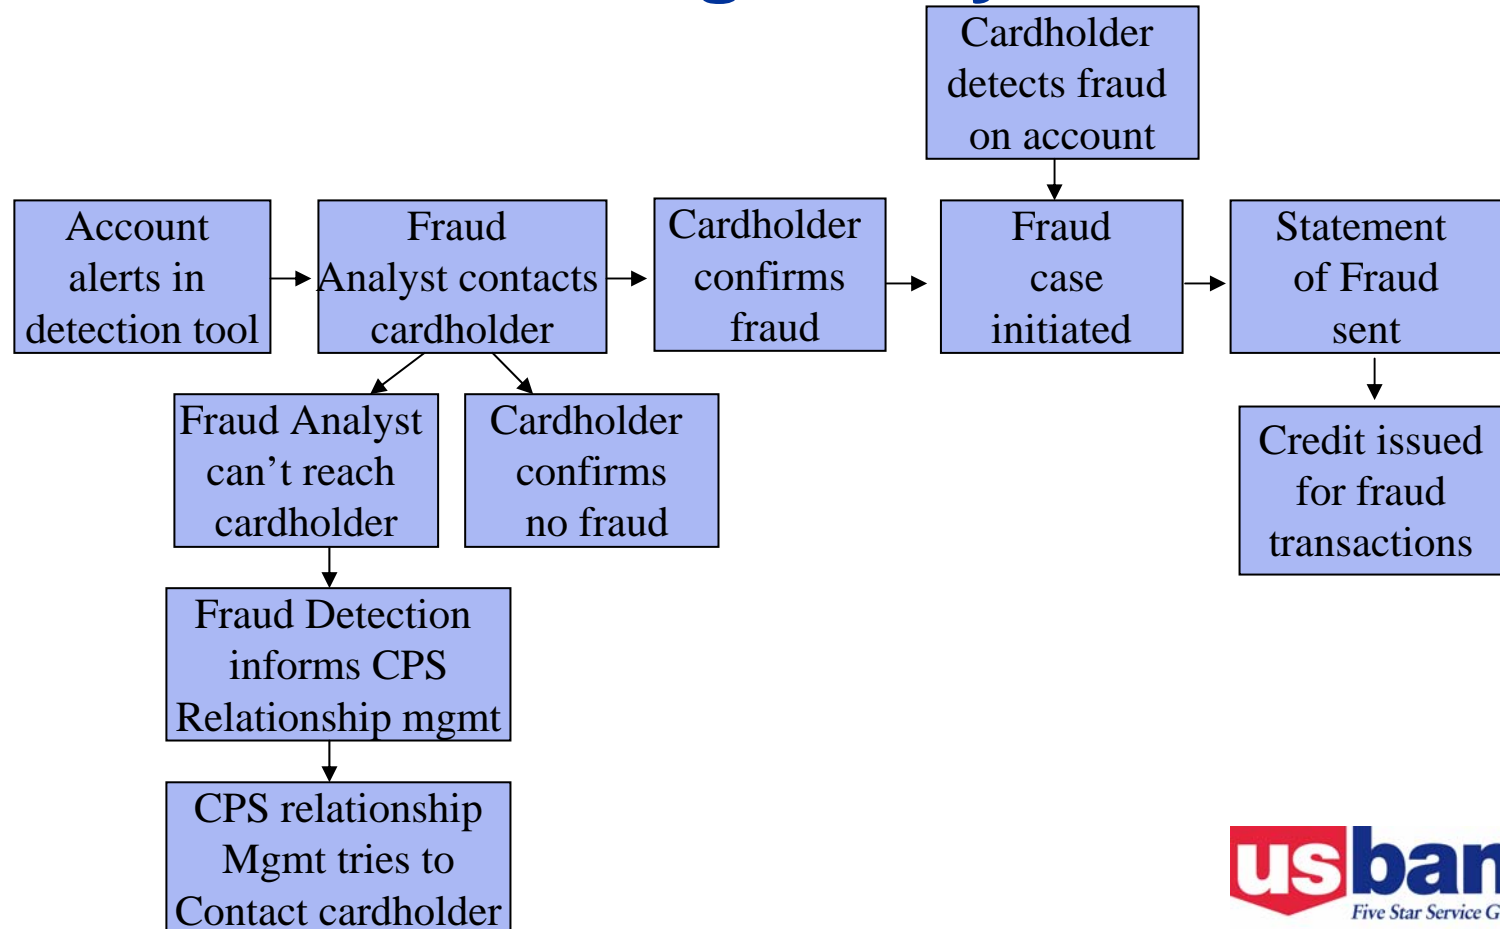 Cardholder
detects fraud
on account
Account
alerts in
detection tool
Fraud
Analyst contacts
cardholder
Cardholder
confirms
fraud
Fraud
case
initiated
Statement
of Fraud
sent
Fraud Analyst
can’t reach
cardholder
Cardholder
confirms
no fraud
Credit issued
for fraud
transactions
Fraud Detection
informs CPS
Relationship mgmt
CPS relationship
Mgmt tries to
Contact cardholder
usban
Five Star Service G